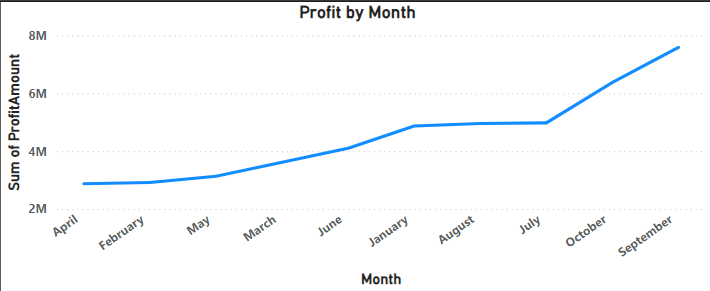 Profit by Month
Sum of ProfitAmount
8M
6M
4M
2M
April
February
May
March
June
January
August
July
October
September
Month